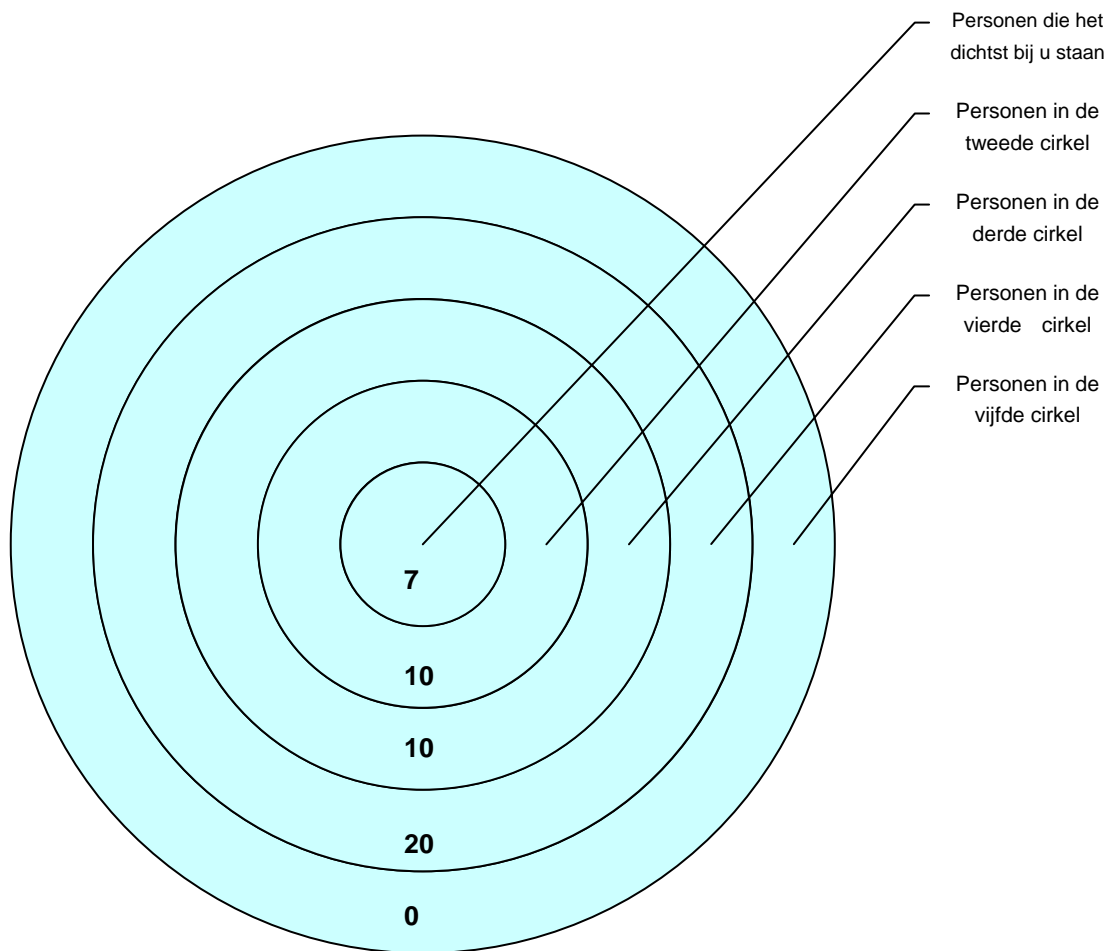 Personen die het
dichtst bij u staan
Personen in de
tweede cirkel
Personen in de
derde cirkel
Personen in de
vierde cirkel
Personen in de
vijfde cirkel
7
10
10
20
0